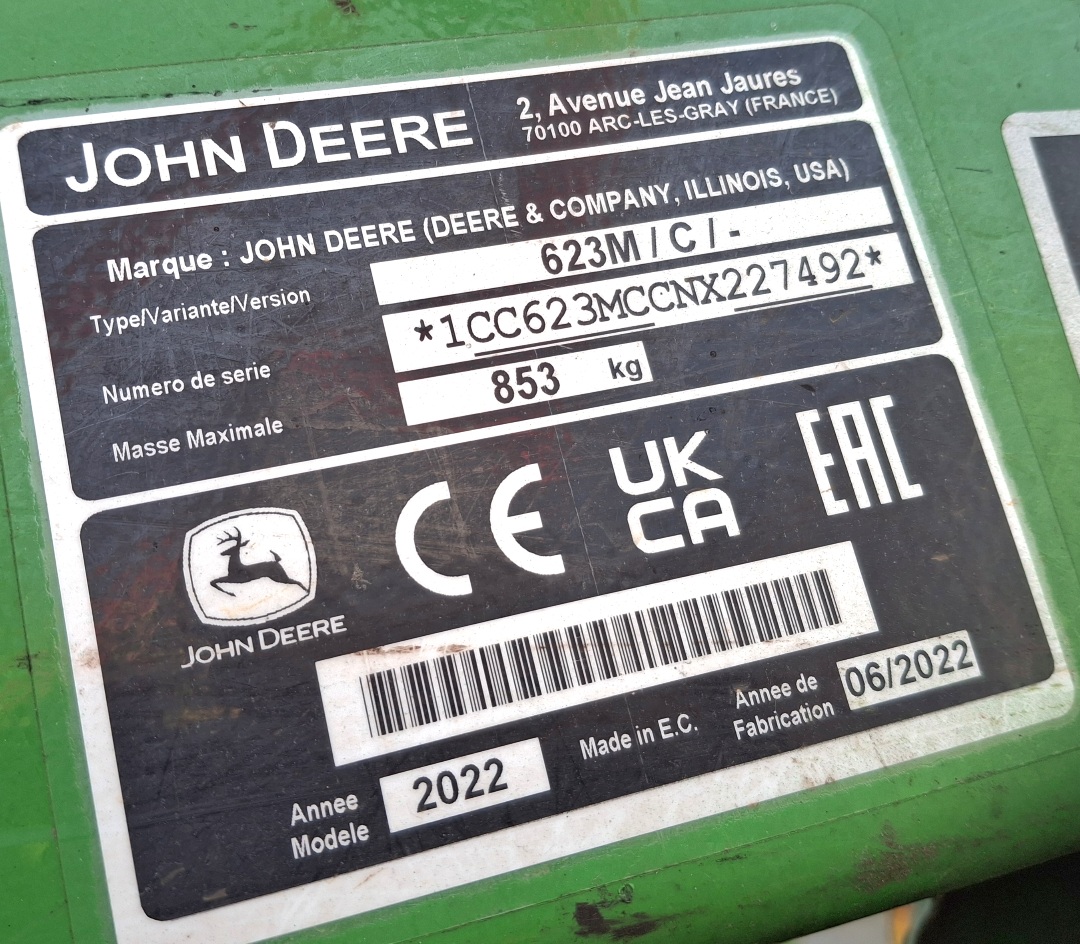 JOHN DEERE
2, Avenue Jean Jaures
70100 ARC-LES-GRAY (FRANCE)
Marque : JOHN DEERE (DEERE & COMPANY, ILLINOIS, USA)
Type/Variante/Version 623M / C / -
Numero de serie *1CC623MCCNX227492*
Masse Maximale 853 kg
JOHN DEERE
CE
UK
CA
EAC
Annee
Modele
2022
Made in E.C.
Annee de
Fabrication
06/2022